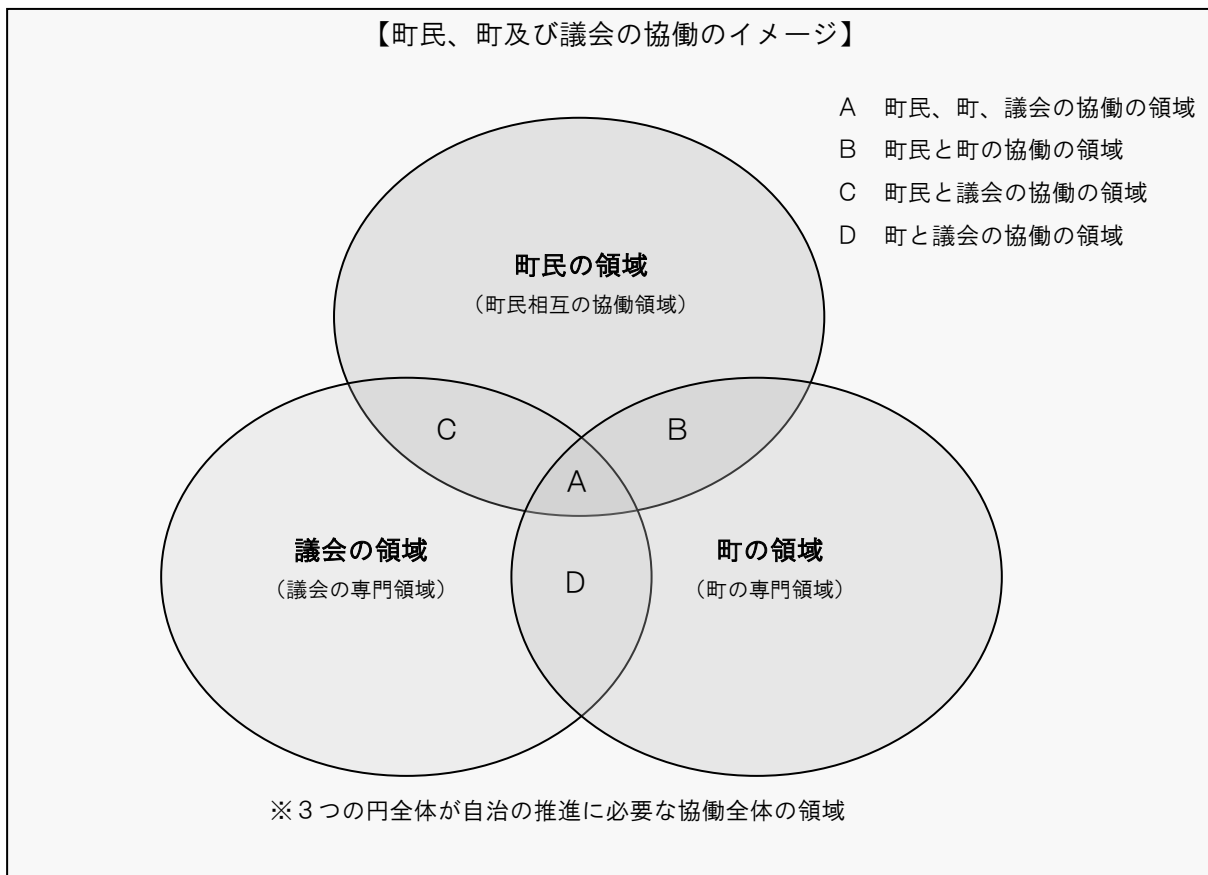 【町民、町及び議会の協働のイメージ】
A　町民、町、議会の協働の領域
B　町民と町の協働の領域
C　町民と議会の協働の領域
D　町と議会の協働の領域
町民の領域
（町民相互の協働領域）
C
B
A
議会の領域
（議会の専門領域）
D
町の領域
（町の専門領域）
※３つの円全体が自治の推進に必要な協働全体の領域